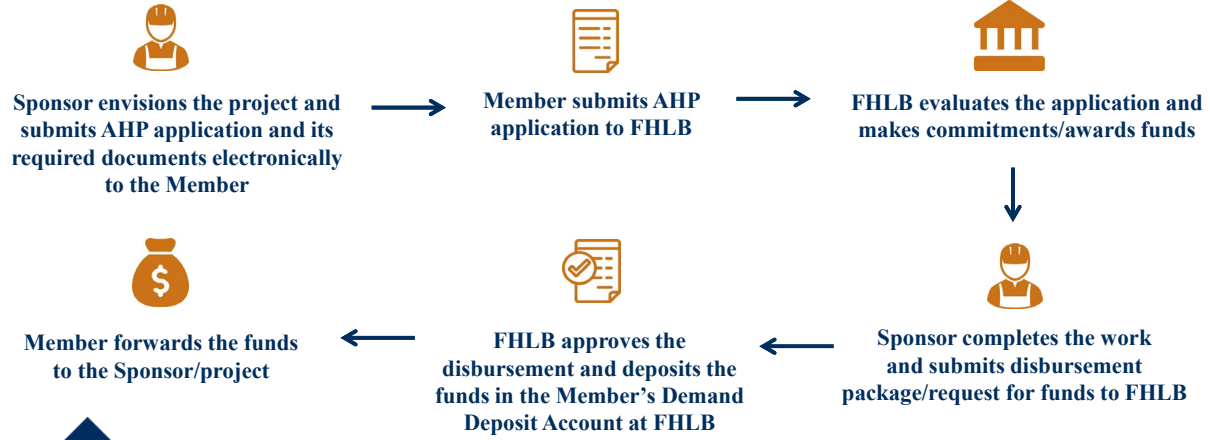 Sponsor envisions the project and
submits AHP application and its
required documents electronically
to the Member
Member submits AHP
application to FHLB
FHLB evaluates the application and
makes commitments/awards funds
Sponsor completes the work
and submits disbursement
package/request for funds to FHLB
FHLB approves the
disbursement and deposits the
funds in the Member's Demand
Deposit Account at FHLB
$
Member forwards the funds
to the Sponsor/project